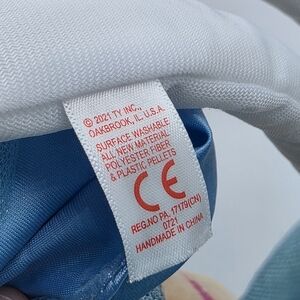 © 2021 TY INC.,
OAKBROOK, IL. U.S.A.
SURFACE WASHABLE
ALL NEW MATERIAL
POLYESTER FIBER
& PLASTIC PELLETS
CE
REG.NO PA. 17179(CN)
0721
HANDMADE IN CHINA